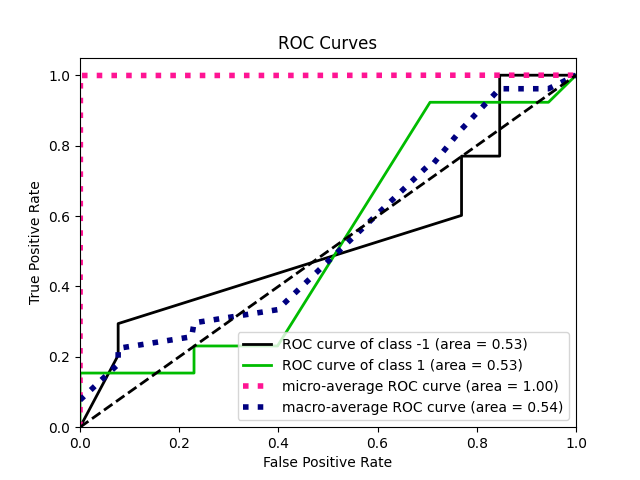 ROC Curves
True Positive Rate
1.0
0.8
0.6
0.4
0.2
0.0
ROC curve of class -1 (area = 0.53)
ROC curve of class 1 (area = 0.53)
micro-average ROC curve (area = 1.00)
macro-average ROC curve (area = 0.54)
0.0 0.2 0.4 0.6 0.8 1.0
False Positive Rate